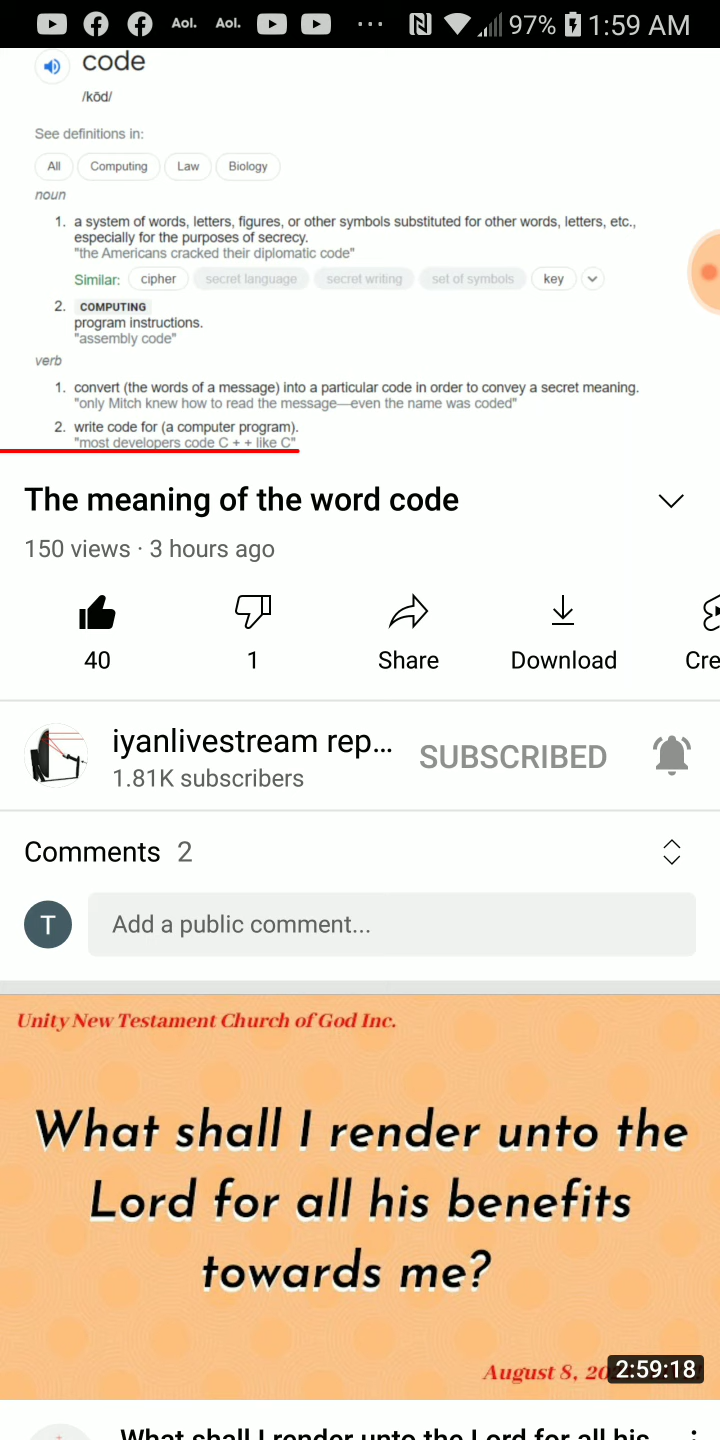 Aol. Aol. 97% 1:59 AM
code
/kōd/
See definitions in:
All Computing Law Biology
noun
1. a system of words, letters, figures, or other symbols substituted for other words, letters, etc.,
especially for the purposes of secrecy.
"the Americans cracked their diplomatic code"
Similar: cipher secret language secret writing set of symbols key
2. COMPUTING
program instructions.
"assembly code"
verb
1. convert (the words of a message) into a particular code in order to convey a secret meaning.
"only Mitch knew how to read the message—even the name was coded"
2. write code for (a computer program).
"most developers code C + + like C"
The meaning of the word code
150 views · 3 hours ago
40 1 Share Download Cre
iyanlivestream rep... SUBSCRIBED
1.81K subscribers
Comments 2
T Add a public comment...
Unity New Testament Church of God Inc.
What shall I render unto the
Lord for all his benefits
towards me?
August 8, 20 2:59:18
What shall I render unto the Lord for all his